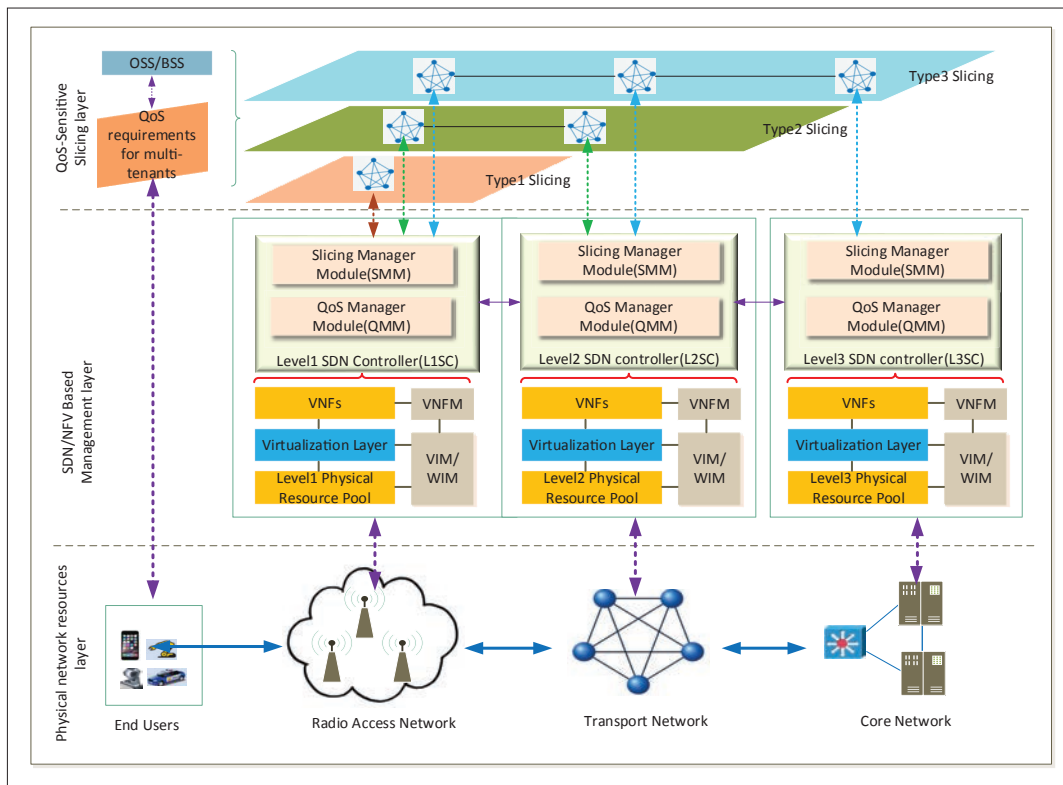 QoS-Sensitive
Slicing layer
OSS/BSS
QoS
requirements
for multi-
tenants
Type3 Slicing
Type2 Slicing
Type1 Slicing
SDN/NFV Based
Management layer
Slicing Manager
Module(SMM)
QoS Manager
Module(QMM)
Level1 SDN Controller(L1SC)
VNFs
VNFM
Virtualization Layer
VIM/
WIM
Level1 Physical
Resource Pool
Slicing Manager
Module(SMM)
QoS Manager
Module(QMM)
Level2 SDN controller(L2SC)
VNFs
VNFM
Virtualization Layer
VIM/
WIM
Level2 Physical
Resource Pool
Slicing Manager
Module(SMM)
QoS Manager
Module(QMM)
Level3 SDN controller(L3SC)
VNFs
VNFM
Virtualization Layer
VIM/
WIM
Level3 Physical
Resource Pool
Physical network resources
layer
End Users
Radio Access Network
Transport Network
Core Network